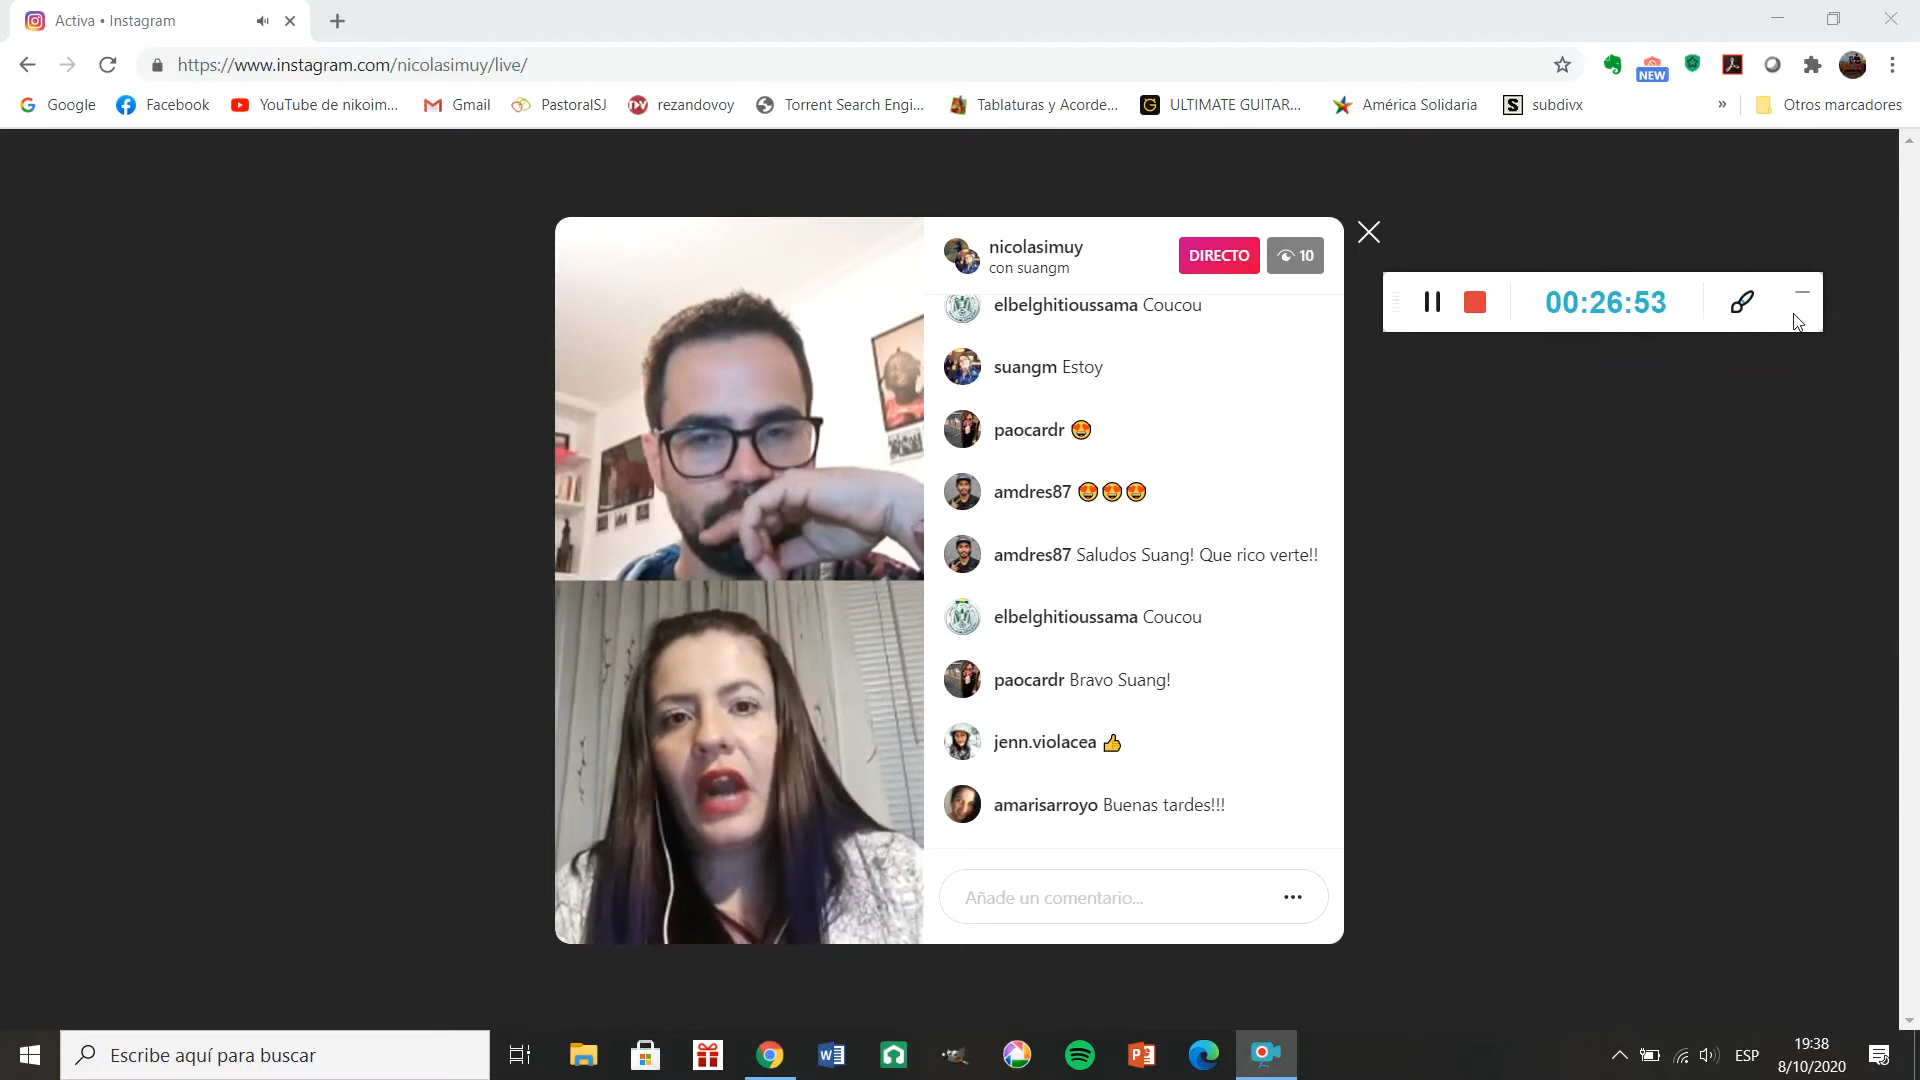 Activa • Instagram
https://www.instagram.com/nicolasimuy/live/
NEW
Google
Facebook
YouTube de nikoim...
Gmail
PastoralSJ
rezandovoy
Torrent Search Engi...
Tablaturas y Acorde...
ULTIMATE GUITAR...
América Solidaria
subdivx
»
Otros marcadores
nicolasimuy
con suangm
DIRECTO
10
00:26:53
elbelghitioussama Coucou
suangm Estoy
paocardr 😍
amdres87 😍😍😍
amdres87 Saludos Suang! Que rico verte!!
elbelghitioussama Coucou
paocardr Bravo Suang!
jenn.violacea 👍
amarisarroyo Buenas tardes!!!
Añade un comentario...
Escribe aquí para buscar
ESP
19:38
8/10/2020